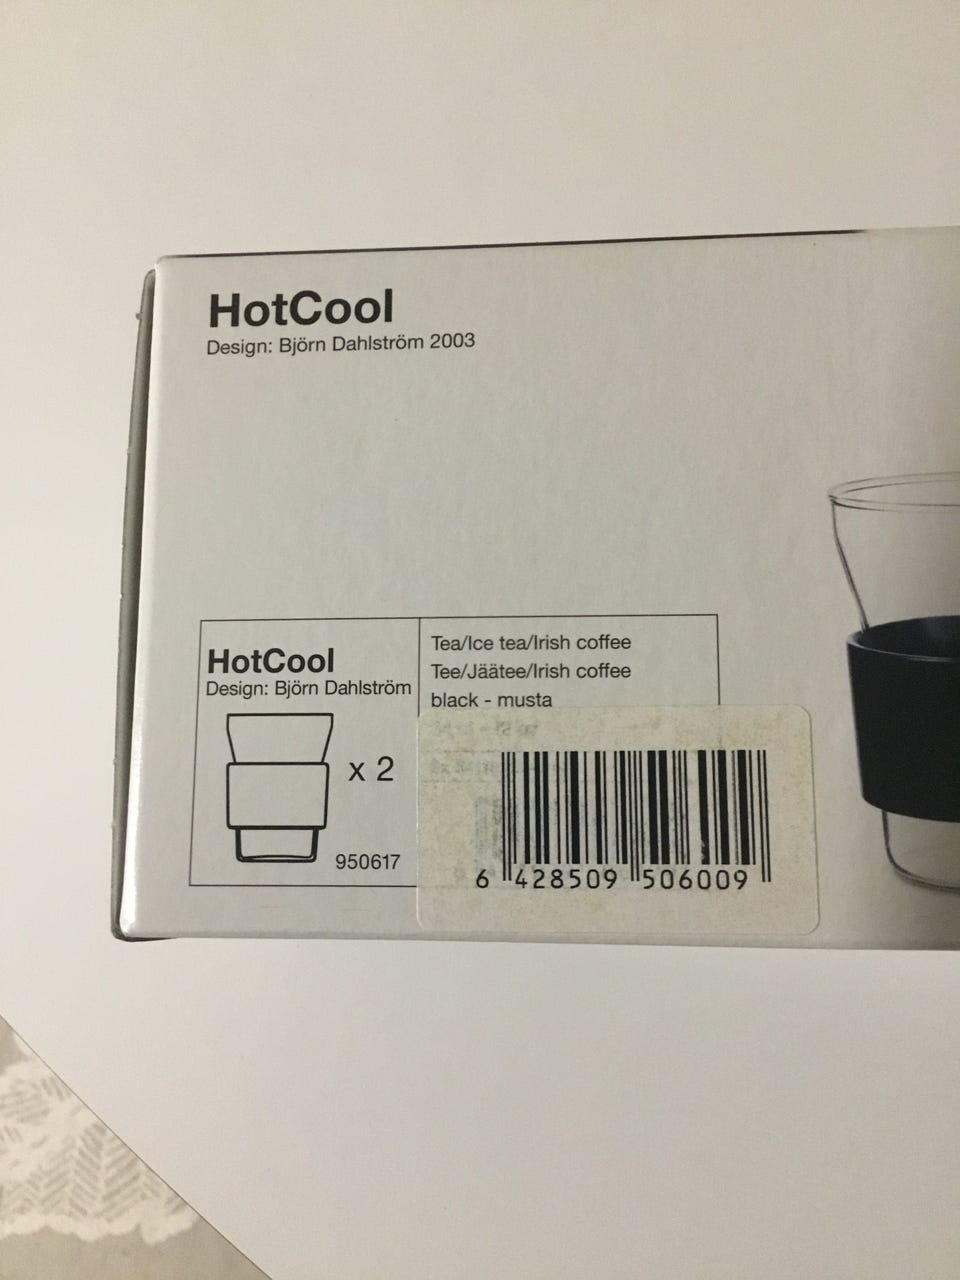 HotCool
Design: Björn Dahlström 2003
HotCool
Design: Björn Dahlström
x 2
950617
Tea/Ice tea/Irish coffee
Tee/Jäätee/Irish coffee
black - musta
6 428509 506009